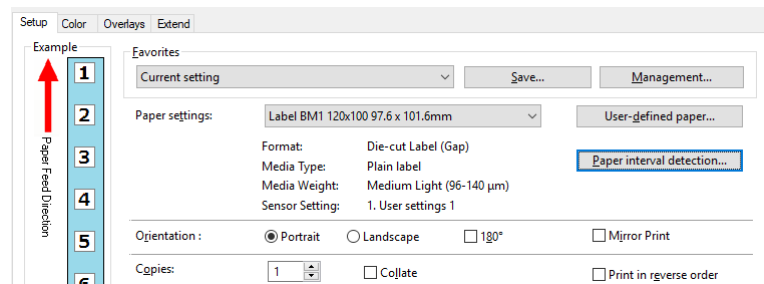 Setup Color Overlays Extend
Example
Favorites
Current setting Save... Management...
Paper settings: Label BM1 120x100 97.6 x 101.6mm User-defined paper...
Format: Die-cut Label (Gap)
Paper interval detection...
Media Type: Plain label
Media Weight: Medium Light (96-140 µm)
Sensor Setting: 1. User settings 1
Orientation : Portrait Landscape 180° Mirror Print
Copies: 1 Collate Print in reverse order
Paper Feed Direction
1
2
3
4
5